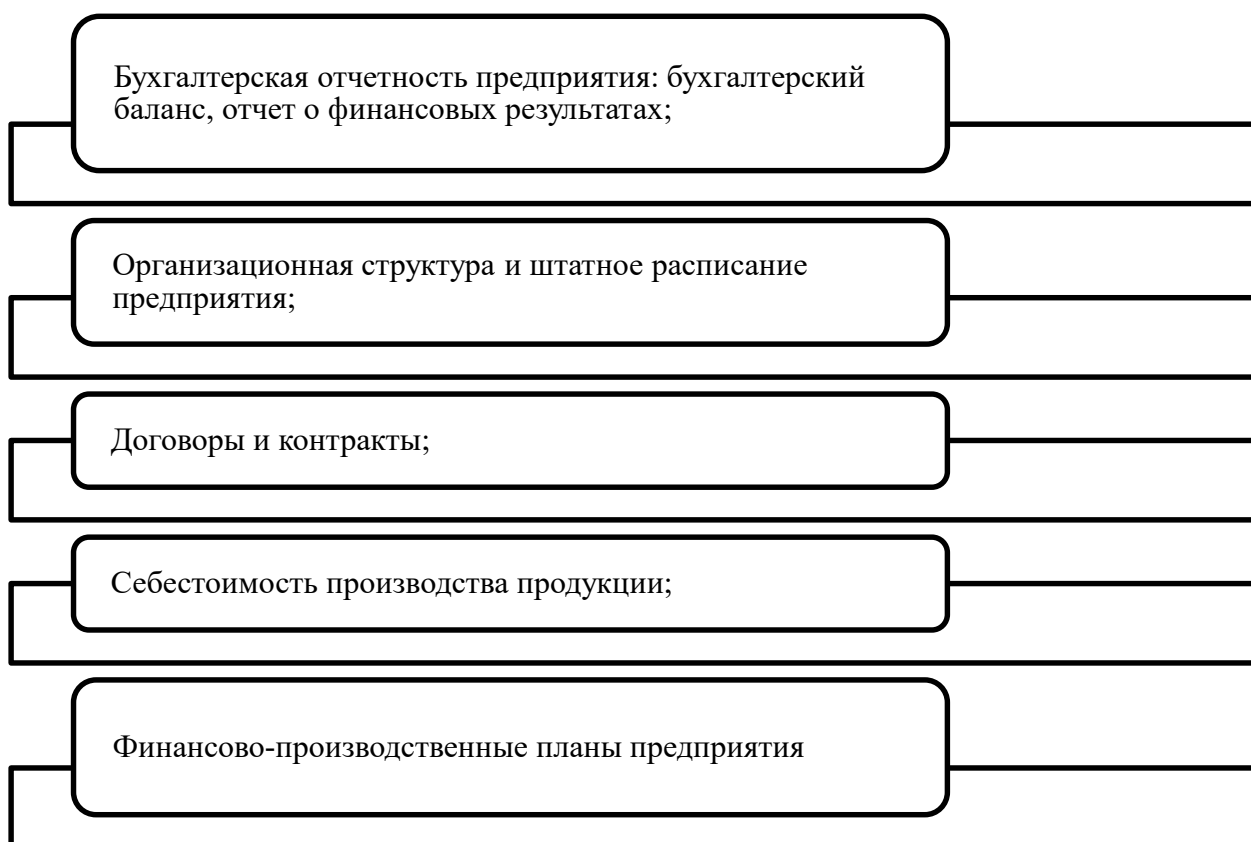 Бухгалтерская отчетность предприятия: бухгалтерский
баланс, отчет о финансовых результатах;
Организационная структура и штатное расписание
предприятия;
Договоры и контракты;
Себестоимость производства продукции;
Финансово-производственные планы предприятия